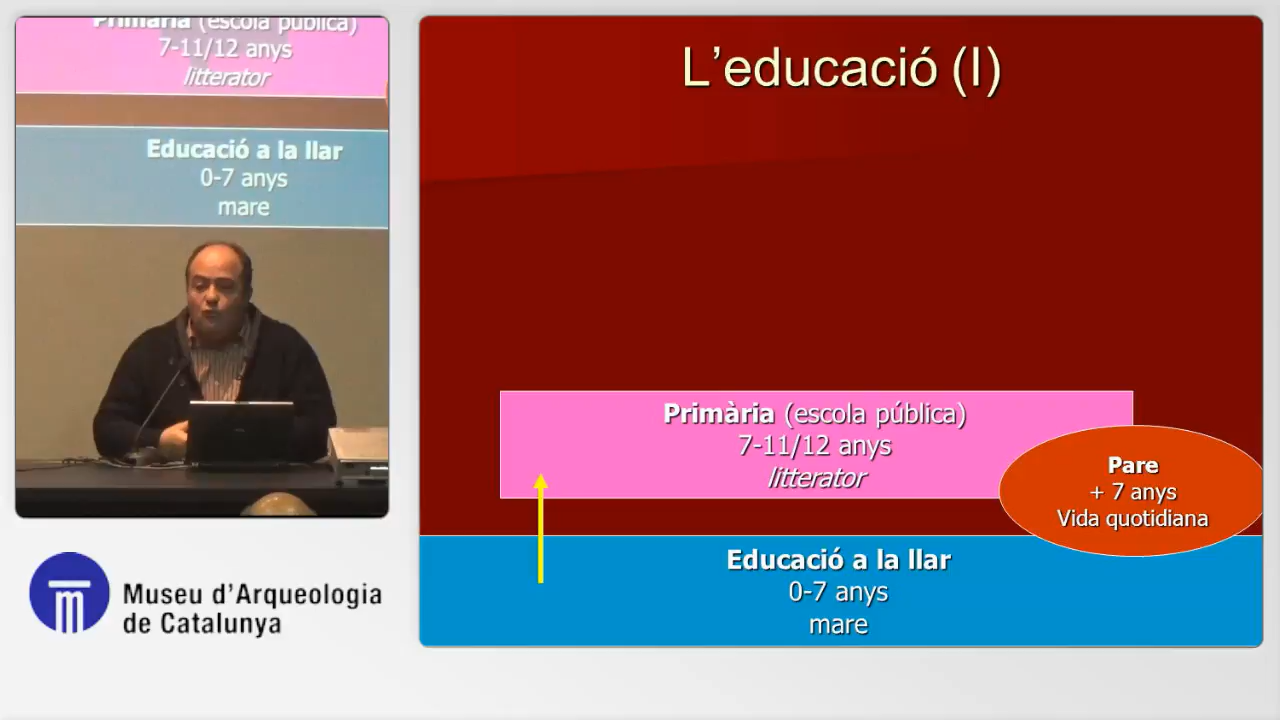 Primària (escola pública)
7-11/12 anys
litterator
Educació a la llar
0-7 anys
mare
Museu d'Arqueologia
de Catalunya
L'educació (I)
Primària (escola pública)
7-11/12 anys
litterator
Pare
+ 7 anys
Vida quotidiana
Educació a la llar
0-7 anys
mare